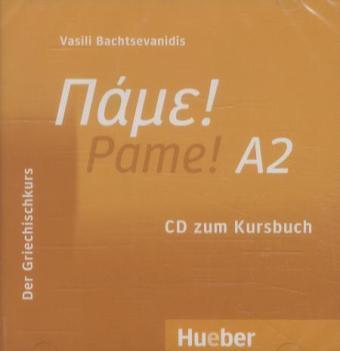 Vasili Bachtsevanidis
Πάμε!
Pame! A2
CD zum Kursbuch
Der Griechischkurs
Hueber